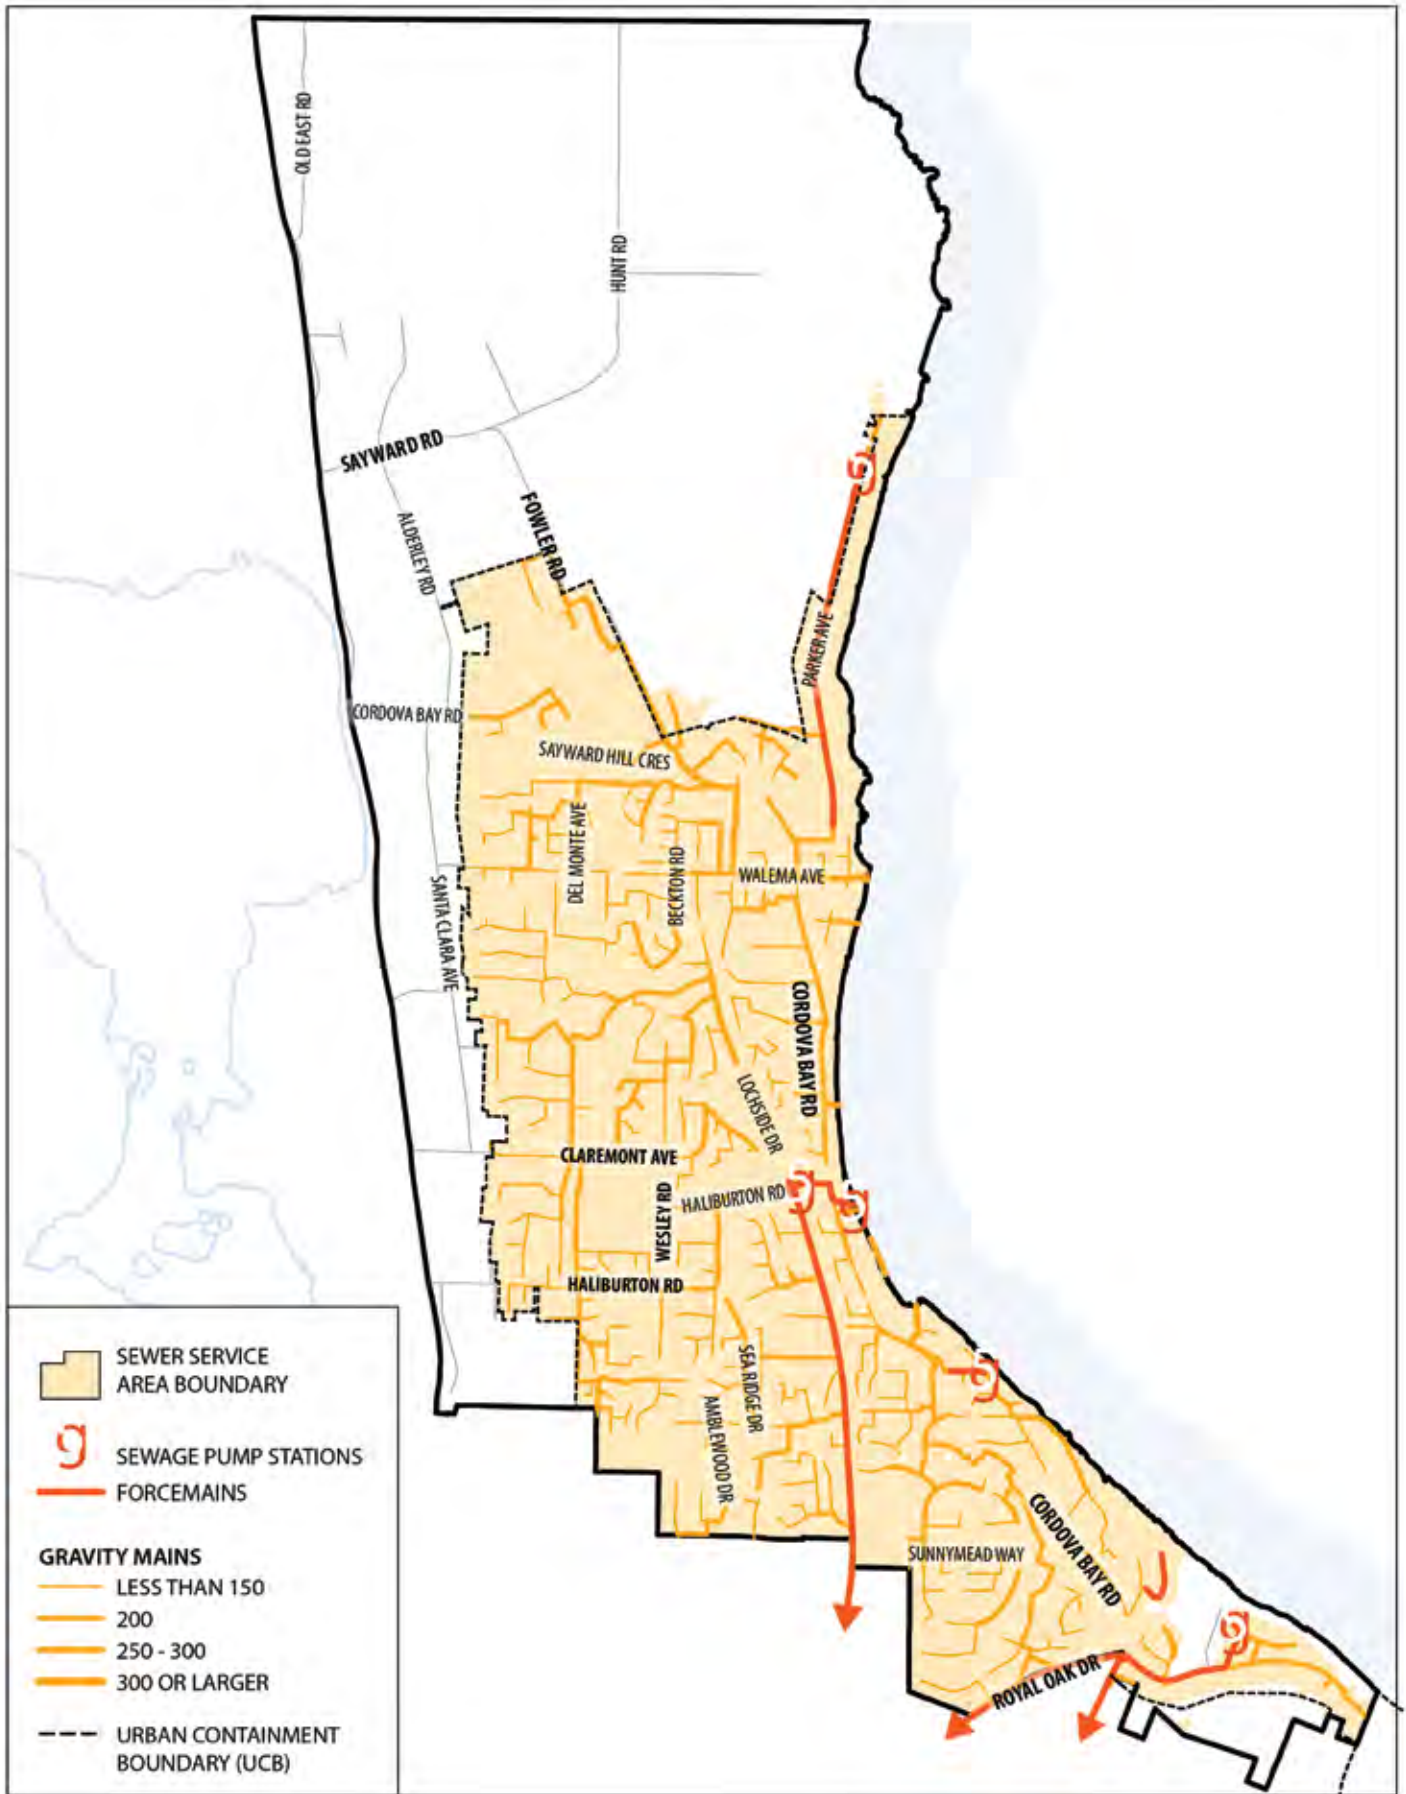 OLD EAST RD
HUNT RD
SAYWARD RD
FOWLER RD
ALDERLEY RD
PARKER AVE
CORDOVA BAY RD
SAYWARD HILL CRES
DEL MONTE AVE
BECKTON RD
WALEMA AVE
SANTA CLARA AVE
CORDOVA BAY RD
LOCHSIDE DR
CLAREMONT AVE
WESLEY RD
HALIBURTON RD
HALIBURTON RD
SEA RIDGE DR
AMBLEWOOD DR
CORDOVA BAY RD
SUNNYMEAD WAY
ROYAL OAK DR
SEWER SERVICE
AREA BOUNDARY
SEWAGE PUMP STATIONS
FORCEMAINS
GRAVITY MAINS
LESS THAN 150
200
250 - 300
300 OR LARGER
URBAN CONTAINMENT
BOUNDARY (UCB)